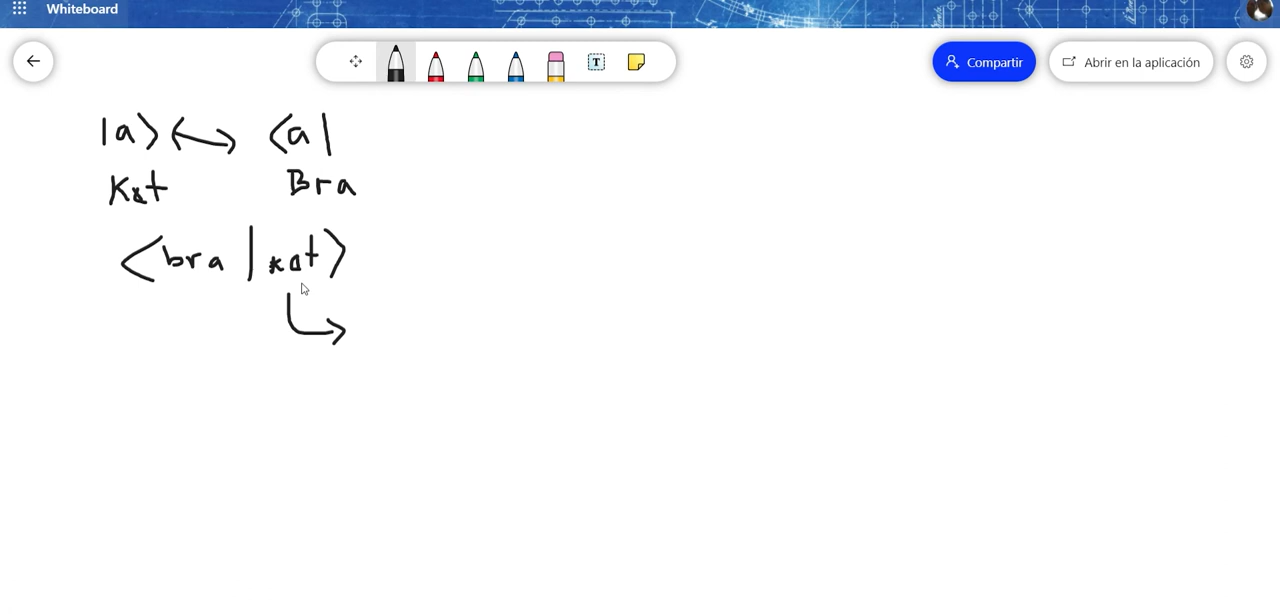 Whiteboard
Compartir
Abrir en la aplicación
T
|a⟩ ↔ ⟨a|
Ket Bra
⟨bra|ket⟩